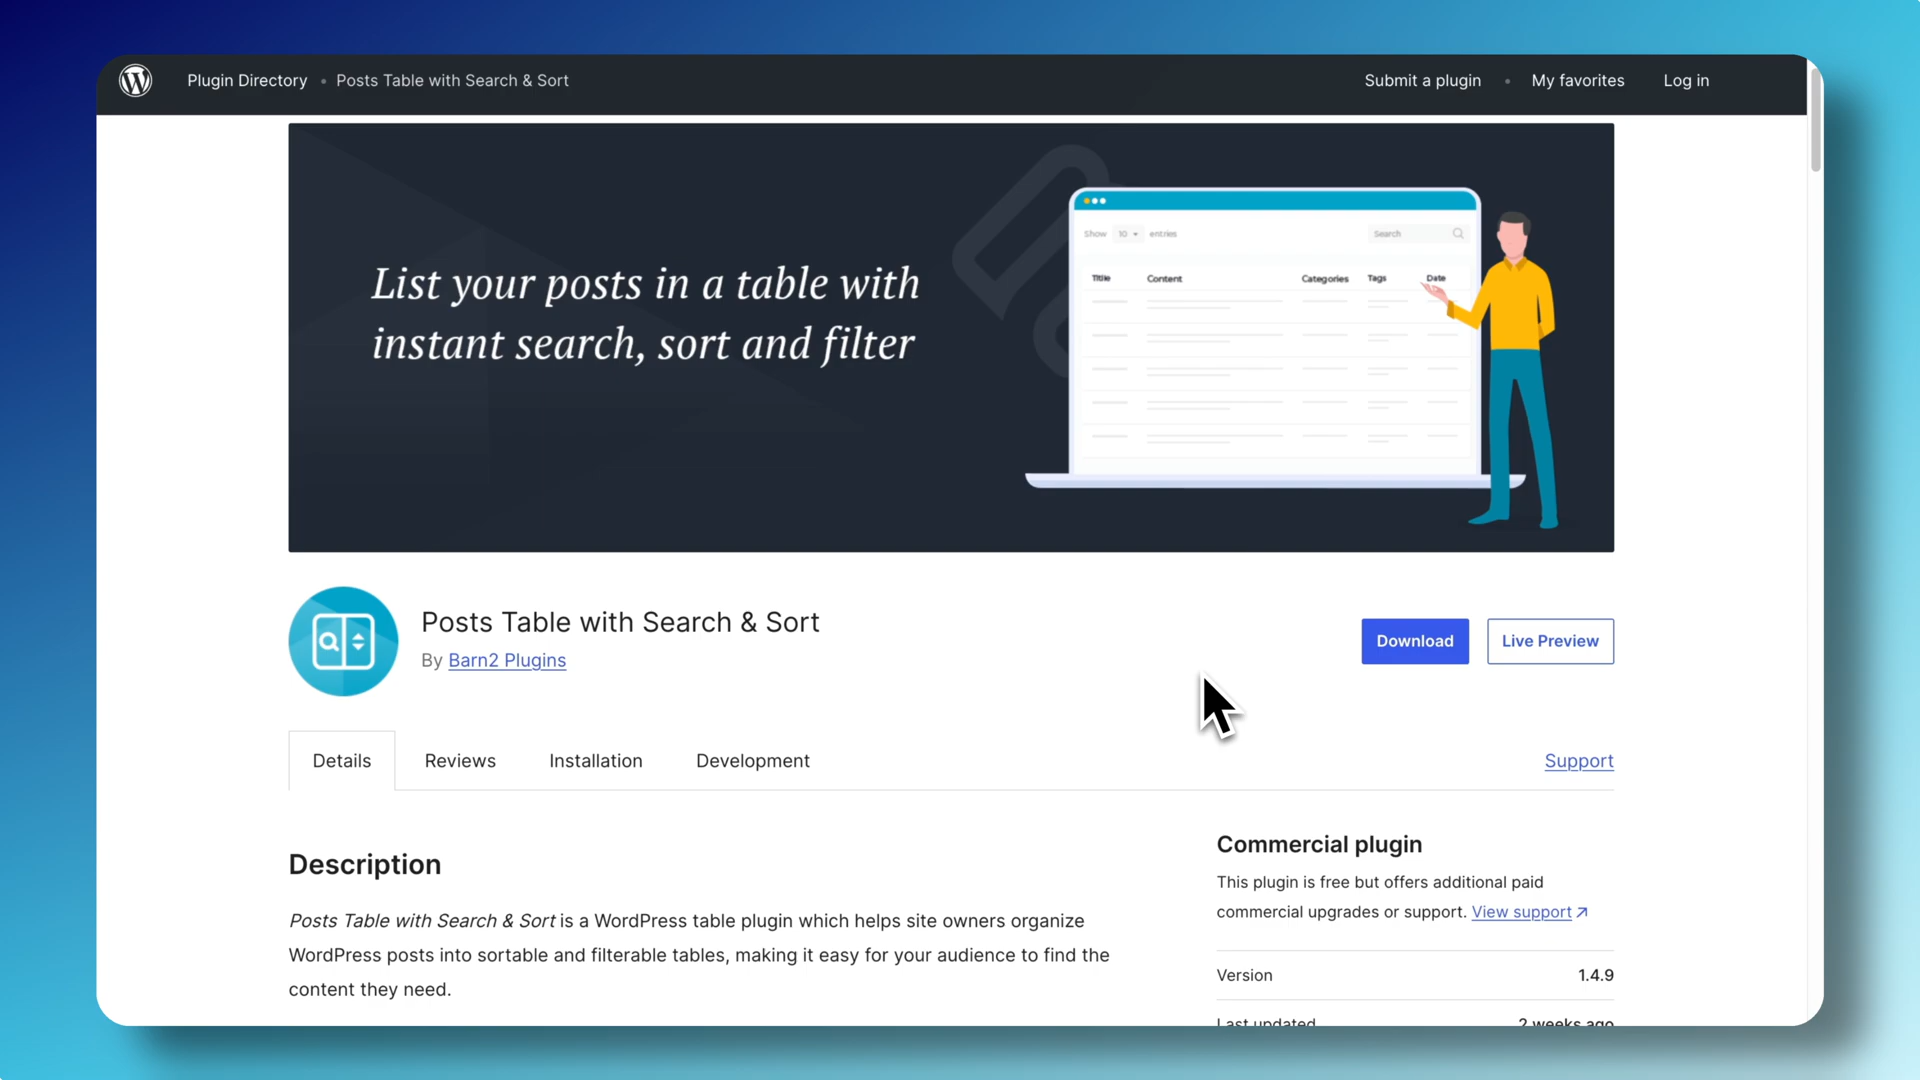 Plugin Directory • Posts Table with Search & Sort
Submit a plugin • My favorites Log in
List your posts in a table with
instant search, sort and filter
Show 10 entries Search
Title Content Categories Tags Date
Posts Table with Search & Sort
By Barn2 Plugins
Download Live Preview
Details Reviews Installation Development Support
Description
Posts Table with Search & Sort is a WordPress table plugin which helps site owners organize
WordPress posts into sortable and filterable tables, making it easy for your audience to find the
content they need.
Commercial plugin
This plugin is free but offers additional paid
commercial upgrades or support. View support ↗
Version 1.4.9
Last updated 2 weeks ago